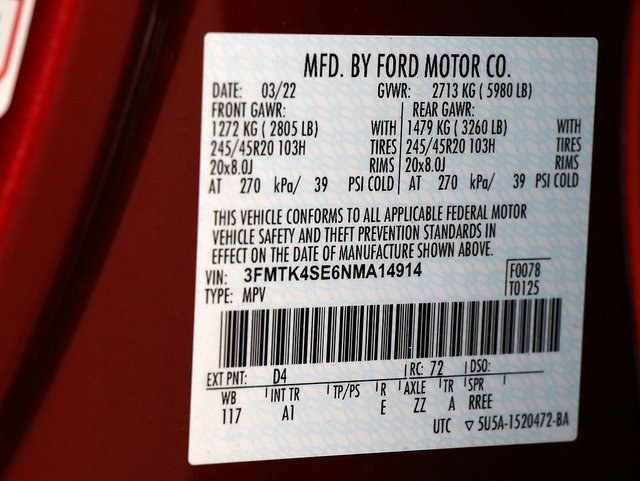 MFD. BY FORD MOTOR CO.
DATE: 03/22 GVWR: 2713 KG ( 5980 LB)
FRONT GAWR: REAR GAWR:
1272 KG ( 2805 LB) WITH 1479 KG ( 3260 LB) WITH
245/45R20 103H TIRES 245/45R20 103H TIRES
20x8.0J RIMS 20x8.0J RIMS
AT 270 kPa/ 39 PSI COLD AT 270 kPa/ 39 PSI COLD
THIS VEHICLE CONFORMS TO ALL APPLICABLE FEDERAL MOTOR
VEHICLE SAFETY AND THEFT PREVENTION STANDARDS IN
EFFECT ON THE DATE OF MANUFACTURE SHOWN ABOVE.
VIN: 3FMTK4SE6NMA14914 F0078
TYPE: MPV T0125
EXT PNT: D4 RC: 72 DSO:
WB INT TR TP/PS R AXLE TR SPR
117 A1 E ZZ A RREE
UTC ▽ 5U5A-1520472-BA